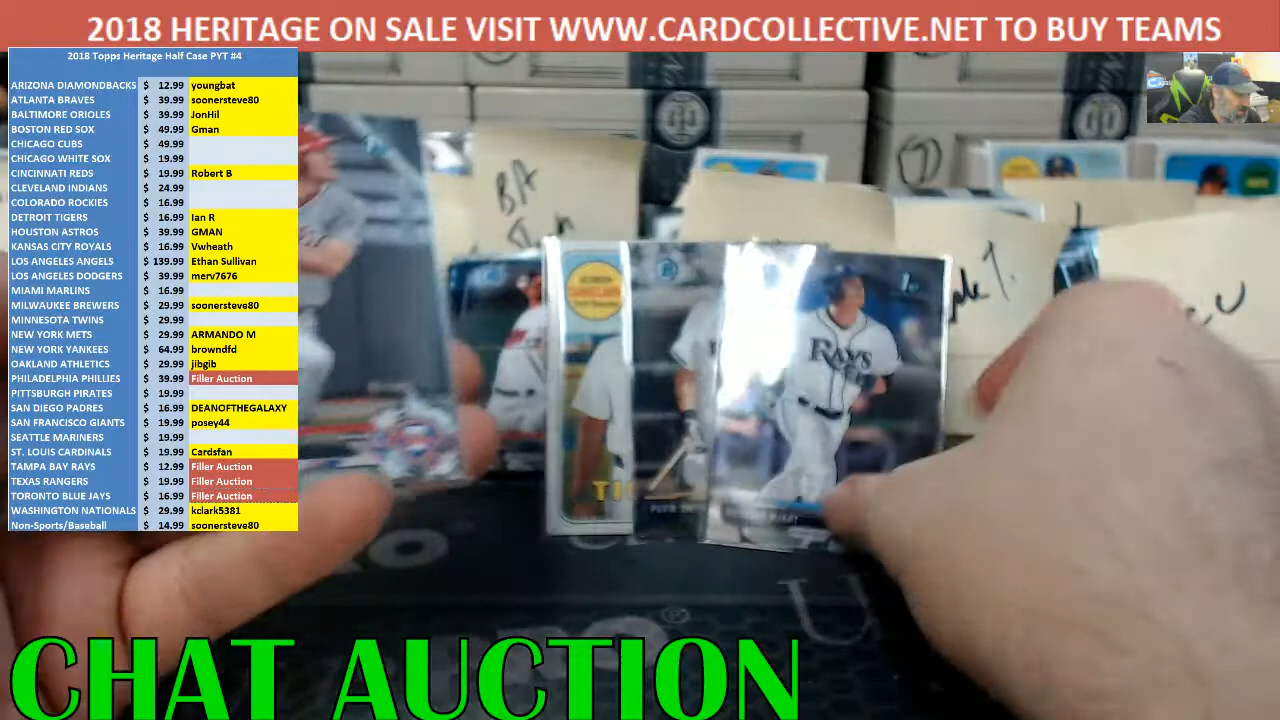 2018 HERITAGE ON SALE VISIT WWW.CARDCOLLECTIVE.NET TO BUY TEAMS
2018 Topps Heritage Half Case PYT #4
ARIZONA DIAMONDBACKS $ 12.99 youngbat
ATLANTA BRAVES $ 39.99 soonersteve80
BALTIMORE ORIOLES $ 39.99 JonHil
BOSTON RED SOX $ 49.99 Gman
CHICAGO CUBS $ 49.99
CHICAGO WHITE SOX $ 19.99
CINCINNATI REDS $ 19.99 Robert B
CLEVELAND INDIANS $ 24.99
COLORADO ROCKIES $ 16.99
DETROIT TIGERS $ 16.99 Ian R
HOUSTON ASTROS $ 39.99 GMAN
KANSAS CITY ROYALS $ 16.99 Vwheath
LOS ANGELES ANGELS $ 139.99 Ethan Sullivan
LOS ANGELES DODGERS $ 39.99 merv7676
MIAMI MARLINS $ 16.99
MILWAUKEE BREWERS $ 29.99 soonersteve80
MINNESOTA TWINS $ 29.99
NEW YORK METS $ 29.99 ARMANDO M
NEW YORK YANKEES $ 64.99 browndfd
OAKLAND ATHLETICS $ 29.99 jibgib
PHILADELPHIA PHILLIES $ 39.99 Filler Auction
PITTSBURGH PIRATES $ 19.99
SAN DIEGO PADRES $ 16.99 DEANOFTHEGALAXY
SAN FRANCISCO GIANTS $ 19.99 posey44
SEATTLE MARINERS $ 19.99
ST. LOUIS CARDINALS $ 19.99 Cardsfan
TAMPA BAY RAYS $ 12.99 Filler Auction
TEXAS RANGERS $ 19.99 Filler Auction
TORONTO BLUE JAYS $ 16.99 Filler Auction
WASHINGTON NATIONALS $ 29.99 kclark5381
Non-Sports/Baseball $ 14.99 soonersteve80
BA
RAYS
TI
CHAT AUCTION